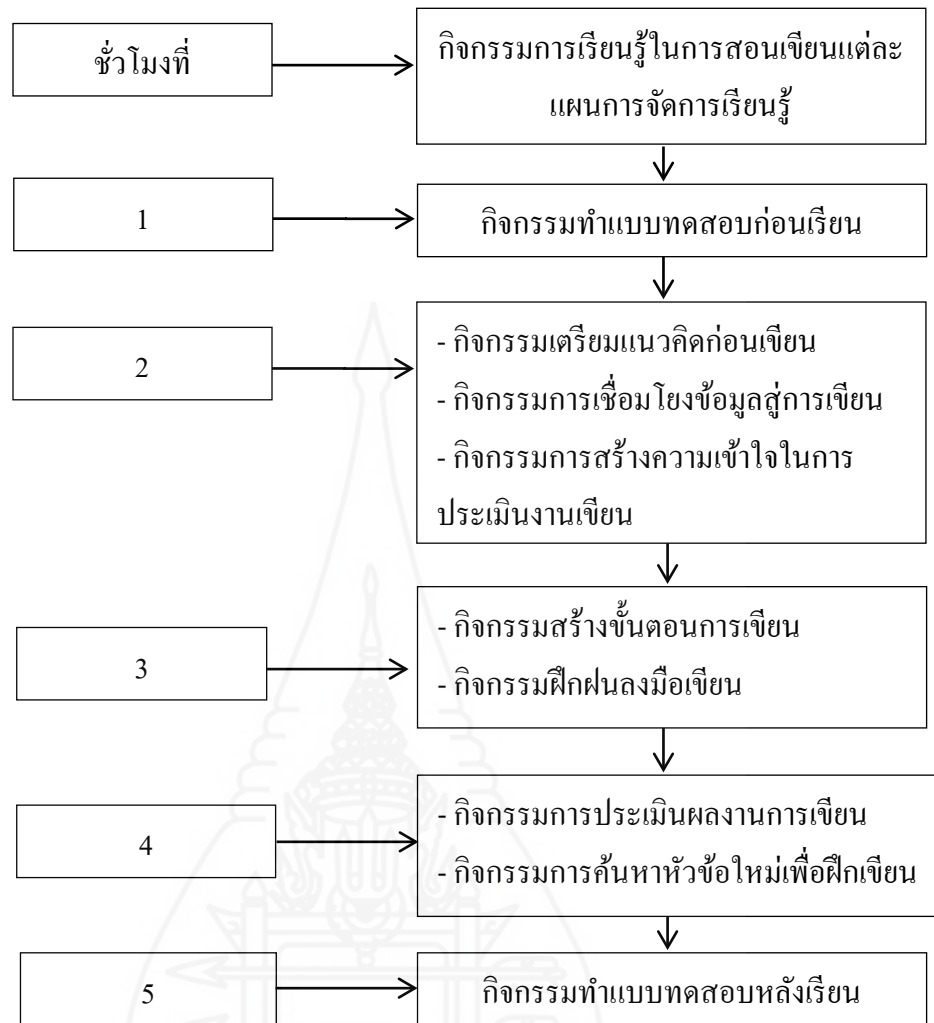 ชั่วโมงที่
กิจกรรมการเรียนรู้ในการสอนเขียนแต่ละ
แผนการจัดการเรียนรู้
1
กิจกรรมทำแบบทดสอบก่อนเรียน
2
- กิจกรรมเตรียมแนวคิดก่อนเขียน
- กิจกรรมการเชื่อมโยงข้อมูลสู่การเขียน
- กิจกรรมการสร้างความเข้าใจในการ
ประเมินงานเขียน
3
- กิจกรรมสร้างขั้นตอนการเขียน
- กิจกรรมฝึกฝนลงมือเขียน
4
- กิจกรรมการประเมินผลงานการเขียน
- กิจกรรมการค้นหาหัวข้อใหม่เพื่อฝึกเขียน
5
กิจกรรมทำแบบทดสอบหลังเรียน